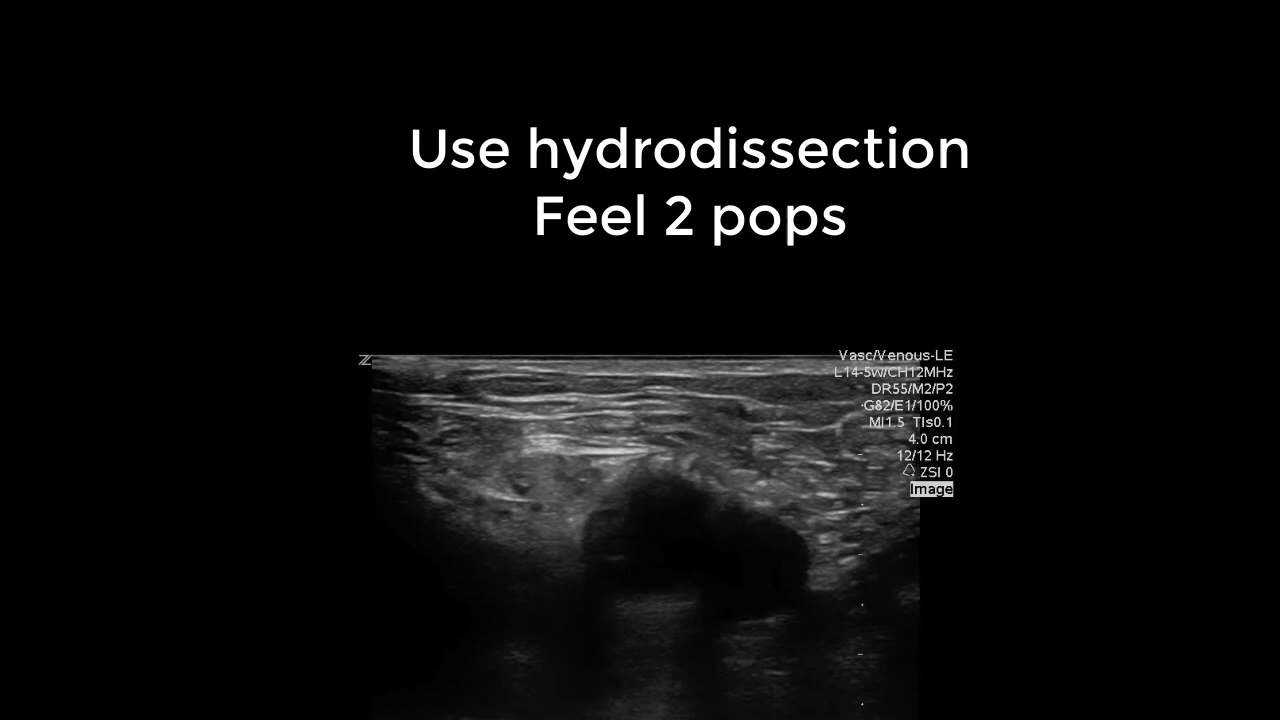 Use hydrodissection
Feel 2 pops
Z
Vasc/Venous-LE
L14-5w/CH12MHz
DR55/M2/P2
G82/E1/100%
MI1.5 TIs0.1
4.0 cm
12/12 Hz
ZSI 0
Image